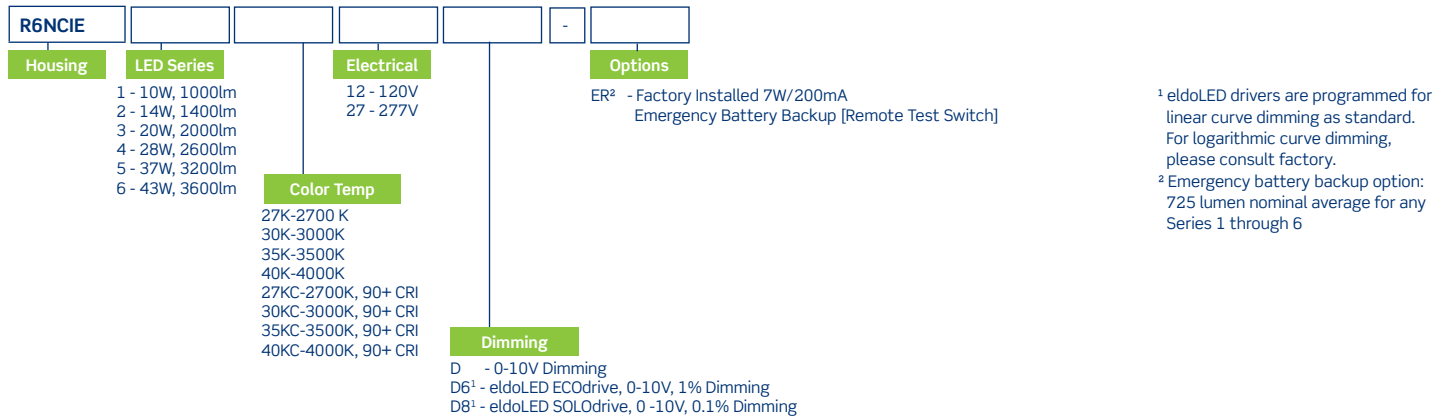 R6NCIE
-
Housing
LED Series
Electrical
Options
1 - 10W, 1000lm
2 - 14W, 1400lm
3 - 20W, 2000lm
4 - 28W, 2600lm
5 - 37W, 3200lm
6 - 43W, 3600lm
12 - 120V
27 - 277V
ER² - Factory Installed 7W/200mA
Emergency Battery Backup [Remote Test Switch]
Color Temp
27K-2700 K
30K-3000K
35K-3500K
40K-4000K
27KC-2700K, 90+ CRI
30KC-3000K, 90+ CRI
35KC-3500K, 90+ CRI
40KC-4000K, 90+ CRI
Dimming
D - 0-10V Dimming
D6¹ - eldoLED ECOdrive, 0-10V, 1% Dimming
D8¹ - eldoLED SOLOdrive, 0 -10V, 0.1% Dimming
¹ eldoLED drivers are programmed for
linear curve dimming as standard.
For logarithmic curve dimming,
please consult factory.
² Emergency battery backup option:
725 lumen nominal average for any
Series 1 through 6